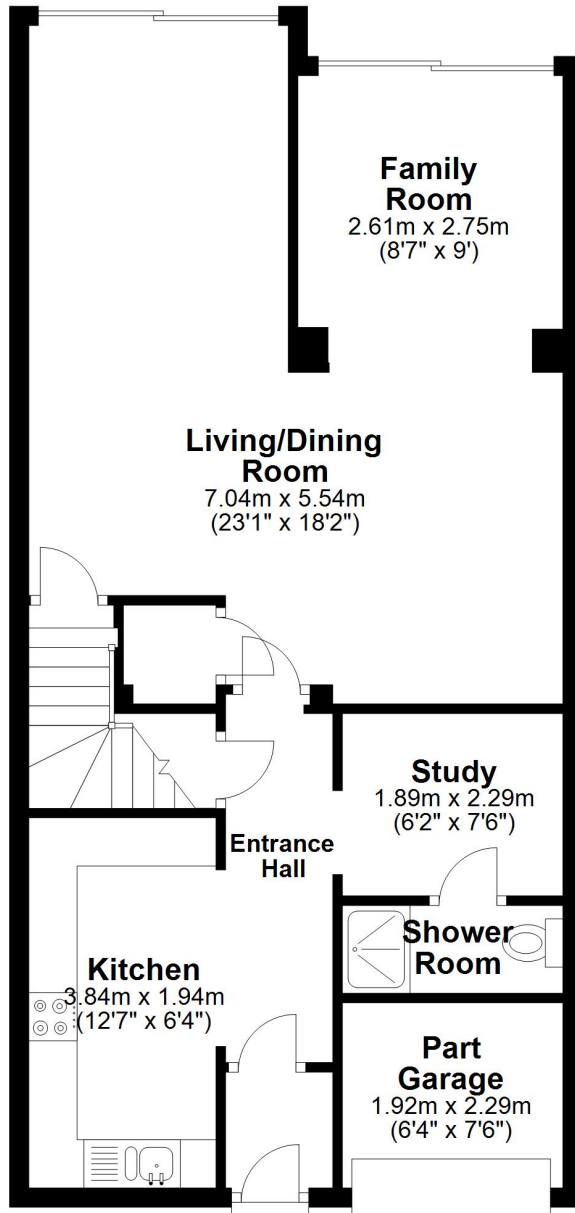 Family
Room
2.61m x 2.75m
(8'7" x 9')
Living/Dining
Room
7.04m x 5.54m
(23'1" x 18'2")
Study
1.89m x 2.29m
(6'2" x 7'6")
Entrance
Hall
Shower
Room
Kitchen
3.84m x 1.94m
(12'7" x 6'4")
Part
Garage
1.92m x 2.29m
(6'4" x 7'6")